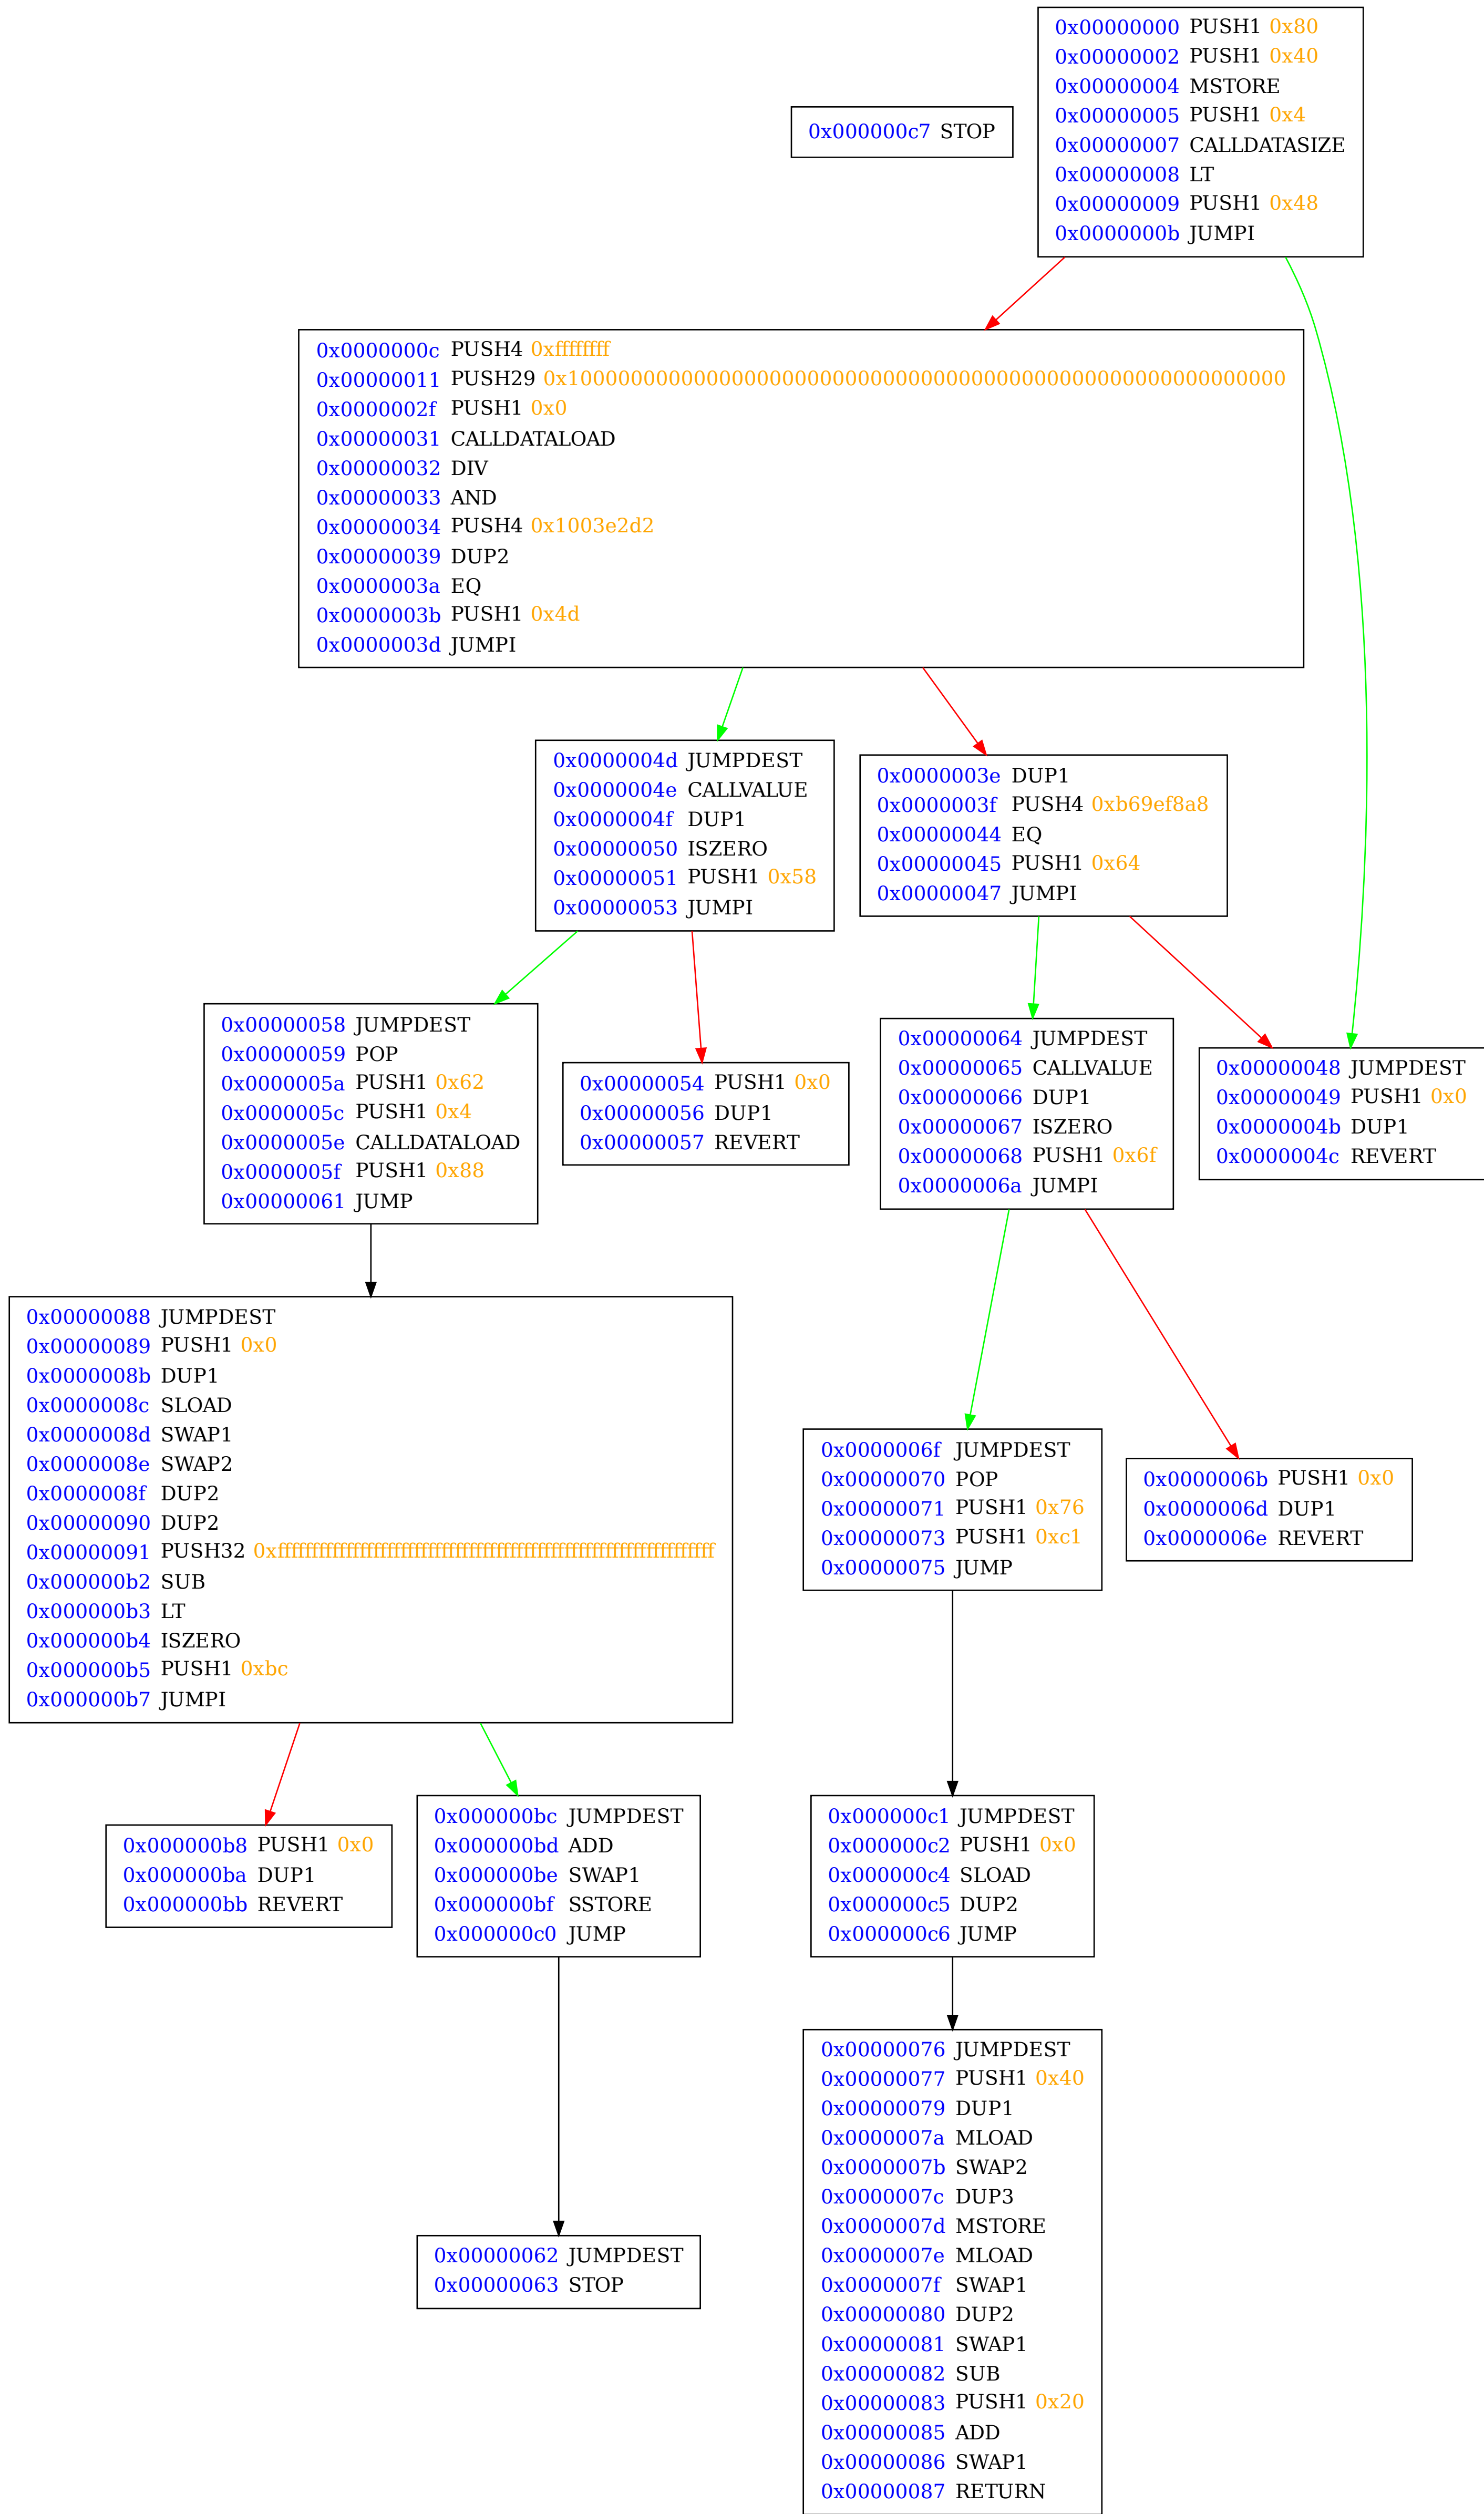 0x00000000 PUSH1 0x80
0x00000002 PUSH1 0x40
0x00000004 MSTORE
0x00000005 PUSH1 0x4
0x00000007 CALLDATASIZE
0x00000008 LT
0x00000009 PUSH1 0x48
0x0000000b JUMPI
0x000000c7 STOP
0x0000000c PUSH4 0xffffffff
0x00000011 PUSH29 0x100000000000000000000000000000000000000000000000000000000
0x0000002f PUSH1 0x0
0x00000031 CALLDATALOAD
0x00000032 DIV
0x00000033 AND
0x00000034 PUSH4 0x1003e2d2
0x00000039 DUP2
0x0000003a EQ
0x0000003b PUSH1 0x4d
0x0000003d JUMPI
0x0000004d JUMPDEST
0x0000004e CALLVALUE
0x0000004f DUP1
0x00000050 ISZERO
0x00000051 PUSH1 0x58
0x00000053 JUMPI
0x0000003e DUP1
0x0000003f PUSH4 0xb69ef8a8
0x00000044 EQ
0x00000045 PUSH1 0x64
0x00000047 JUMPI
0x00000058 JUMPDEST
0x00000059 POP
0x0000005a PUSH1 0x62
0x0000005c PUSH1 0x4
0x0000005e CALLDATALOAD
0x0000005f PUSH1 0x88
0x00000061 JUMP
0x00000054 PUSH1 0x0
0x00000056 DUP1
0x00000057 REVERT
0x00000064 JUMPDEST
0x00000065 CALLVALUE
0x00000066 DUP1
0x00000067 ISZERO
0x00000068 PUSH1 0x6f
0x0000006a JUMPI
0x00000048 JUMPDEST
0x00000049 PUSH1 0x0
0x0000004b DUP1
0x0000004c REVERT
0x00000088 JUMPDEST
0x00000089 PUSH1 0x0
0x0000008b DUP1
0x0000008c SLOAD
0x0000008d SWAP1
0x0000008e SWAP2
0x0000008f DUP2
0x00000090 DUP2
0x00000091 PUSH32 0xffffffffffffffffffffffffffffffffffffffffffffffffffffffffffffffff
0x000000b2 SUB
0x000000b3 LT
0x000000b4 ISZERO
0x000000b5 PUSH1 0xbc
0x000000b7 JUMPI
0x0000006f JUMPDEST
0x00000070 POP
0x00000071 PUSH1 0x76
0x00000073 PUSH1 0xc1
0x00000075 JUMP
0x0000006b PUSH1 0x0
0x0000006d DUP1
0x0000006e REVERT
0x000000b8 PUSH1 0x0
0x000000ba DUP1
0x000000bb REVERT
0x000000bc JUMPDEST
0x000000bd ADD
0x000000be SWAP1
0x000000bf SSTORE
0x000000c0 JUMP
0x000000c1 JUMPDEST
0x000000c2 PUSH1 0x0
0x000000c4 SLOAD
0x000000c5 DUP2
0x000000c6 JUMP
0x00000062 JUMPDEST
0x00000063 STOP
0x00000076 JUMPDEST
0x00000077 PUSH1 0x40
0x00000079 DUP1
0x0000007a MLOAD
0x0000007b SWAP2
0x0000007c DUP3
0x0000007d MSTORE
0x0000007e MLOAD
0x0000007f SWAP1
0x00000080 DUP2
0x00000081 SWAP1
0x00000082 SUB
0x00000083 PUSH1 0x20
0x00000085 ADD
0x00000086 SWAP1
0x00000087 RETURN